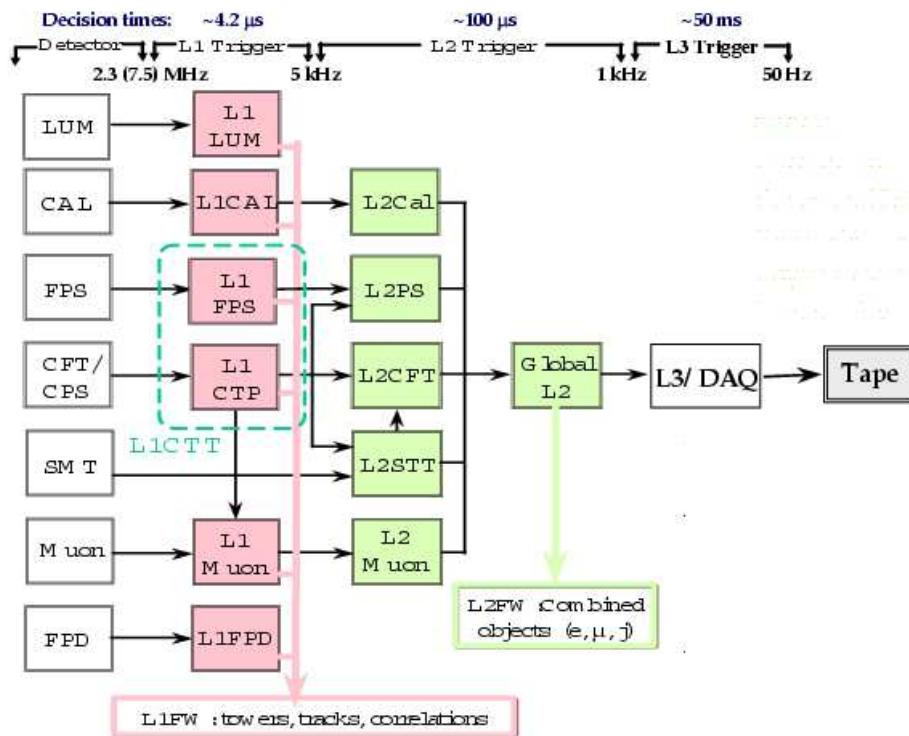 Decision times: ~4.2 µs ~100 µs ~50 ms
Detector L1 Trigger L2 Trigger L3 Trigger
2.3 (7.5) MHz 5 kHz 1 kHz 50 Hz
LUM
L1
LUM
CAL
L1CAL
L2Cal
FPS
L1
FPS
L2PS
CFT/
CPS
L1
CTP
L2CFT
Global
L2
L3/ DAQ
Tape
L1CTT
SMT
L2STT
Muon
L1
Muon
L2
Muon
L2FW :Combined
objects (e, µ, j)
FPD
L1FPD
L1FW :towers, tracks, correlations